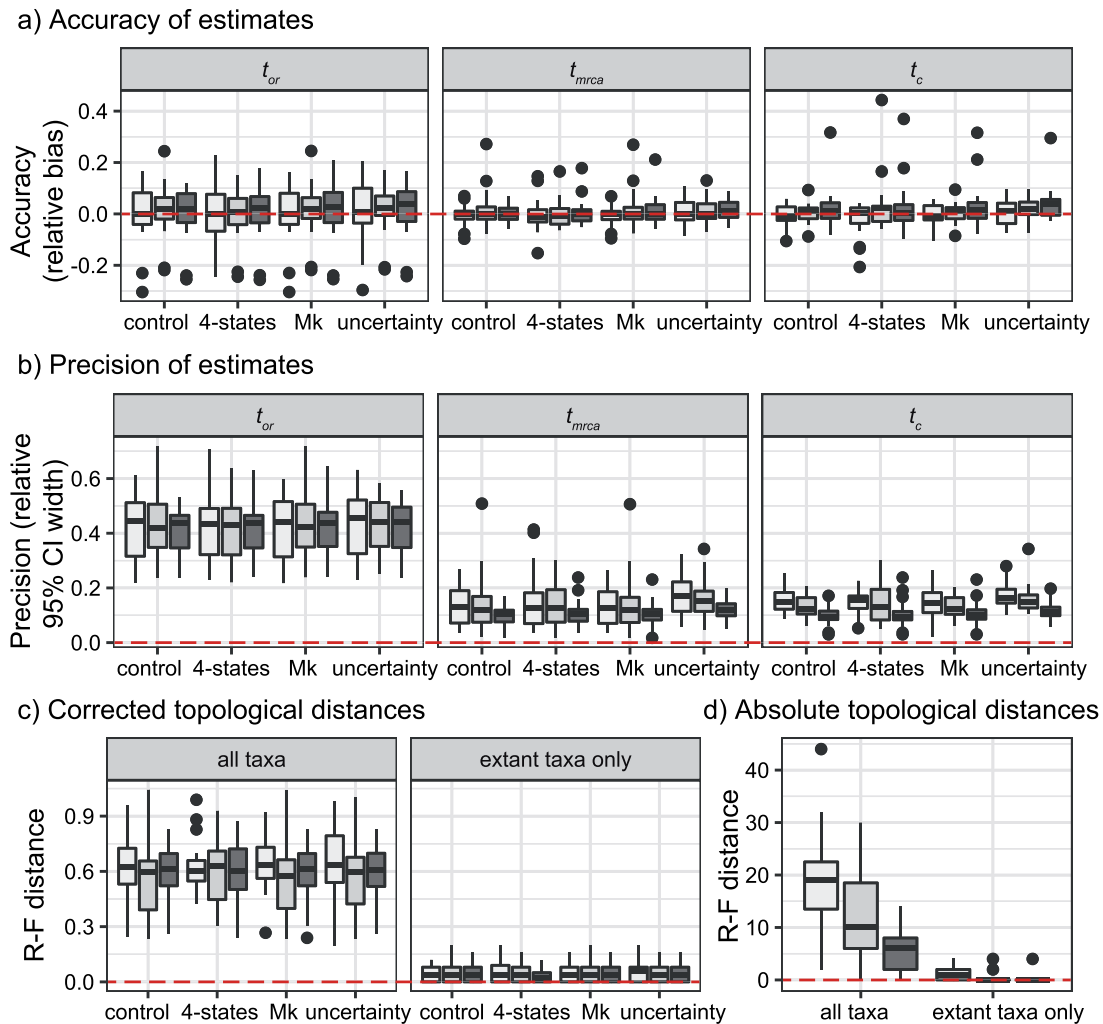 a) Accuracy of estimates
t_or
t_mrca
t_c
Accuracy
(relative bias)
0.4
0.2
0.0
-0.2
control 4-states Mk uncertainty
control 4-states Mk uncertainty
control 4-states Mk uncertainty
b) Precision of estimates
t_or
t_mrca
t_c
Precision (relative
95% CI width)
0.6
0.4
0.2
0.0
control 4-states Mk uncertainty
control 4-states Mk uncertainty
control 4-states Mk uncertainty
c) Corrected topological distances
all taxa
extant taxa only
R-F distance
0.9
0.6
0.3
0.0
control 4-states Mk uncertainty
control 4-states Mk uncertainty
d) Absolute topological distances
R-F distance
40
30
20
10
0
all taxa
extant taxa only